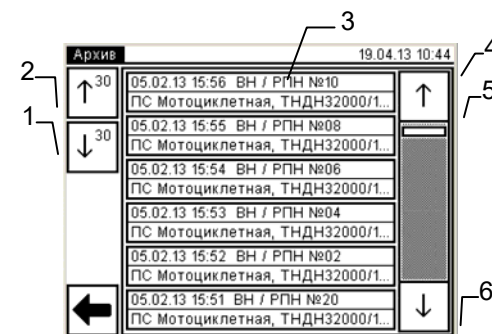 3
Архив 19.04.13 10:44
4
2
30
05.02.13 15:56 ВН / РПН №10
ПС Мотоциклетная, ТНДН32000/1...
5
1
30
05.02.13 15:55 ВН / РПН №08
ПС Мотоциклетная, ТНДН32000/1...
05.02.13 15:54 ВН / РПН №06
ПС Мотоциклетная, ТНДН32000/1...
05.02.13 15:53 ВН / РПН №04
ПС Мотоциклетная, ТНДН32000/1...
05.02.13 15:52 ВН / РПН №02
ПС Мотоциклетная, ТНДН32000/1...
05.02.13 15:51 ВН / РПН №20
ПС Мотоциклетная, ТНДН32000/1...
6